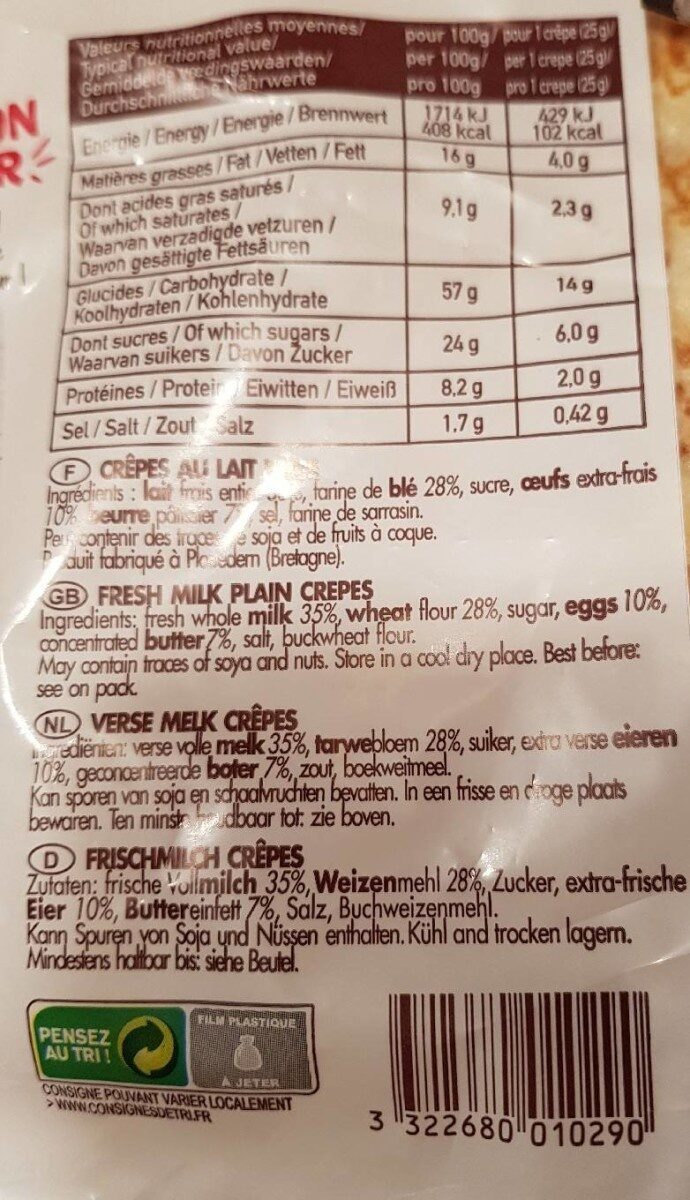 ON
R
Valeurs nutritionnelles moyennes/ pour 100g/ pour 1 crêpe (25 g)/
Typical nutritional value/ per 100g/ per 1 crepe (25 g)/
Gemiddelde voedingswaarden/ pro 100g pro 1 crepe (25 g)
Nährwerte
Energie / Energy / Energie / Brennwert 1714 kJ 429 kJ
408 kcal 102 kcal
Matières grasses / Fat / Vetten / Fett 16 g 4,0 g
Dont acides gras saturés /
Of which saturates / 9,1 g 2,3 g
Waarvan verzadigde vetzuren /
Davon gesättigte Fettsäuren
Glucides / Carbohydrate / 57 g 14 g
Koolhydraten / Kohlenhydrate
Dont sucres / Of which sugars / 24 g 6,0 g
Waarvan suikers / Davon Zucker
Protéines / Protein Eiwitten / Eiweiß 8,2 g 2,0 g
Sel / Salt / Zout Salz 1,7 g 0,42 g
F CRÊPES AU LAIT
Ingrédients : lait frais entier farine de blé 28%, sucre, œufs extra-frais
10% beurre pâtissier 7% sel, farine de sarrasin.
Peut contenir des traces de soja et de fruits à coque.
Produit fabriqué à (Bretagne).
GB FRESH MILK PLAIN CREPES
Ingredients: fresh whole milk 35%, wheat flour 28%, sugar, eggs 10%,
concentrated butter 7%, salt, buckwheat flour.
May contain traces of soya and nuts. Store in a cool dry place. Best before:
see on pack.
NL VERSE MELK CRÊPES
Ingrediënten: verse volle melk 35%, tarwebloem 28%, suiker, extra verse eieren
10%, geconcentreerde boter 7%, zout, boekweitmeel.
Kan sporen van soja en schaalvruchten bevatten. In een frisse en droge plaats
bewaren. Ten minste houdbaar tot: zie boven.
D FRISCHMILCH CRÊPES
Zutaten: frische Vollmilch 35%, Weizenmehl 28%, Zucker, extra-frische
Eier 10%, Buttereinfett 7%, Salz, Buchweizenmehl.
Kann Spuren von Soja und Nüssen enthalten. Kühl and trocken lagern.
Mindestens haltbar bis: siehe Beutel.
PENSEZ
AU TRI !
FILM PLASTIQUE
À JETER
CONSIGNE POUVANT VARIER LOCALEMENT
> WWW.CONSIGNESDETRI.FR
3 322680 010290